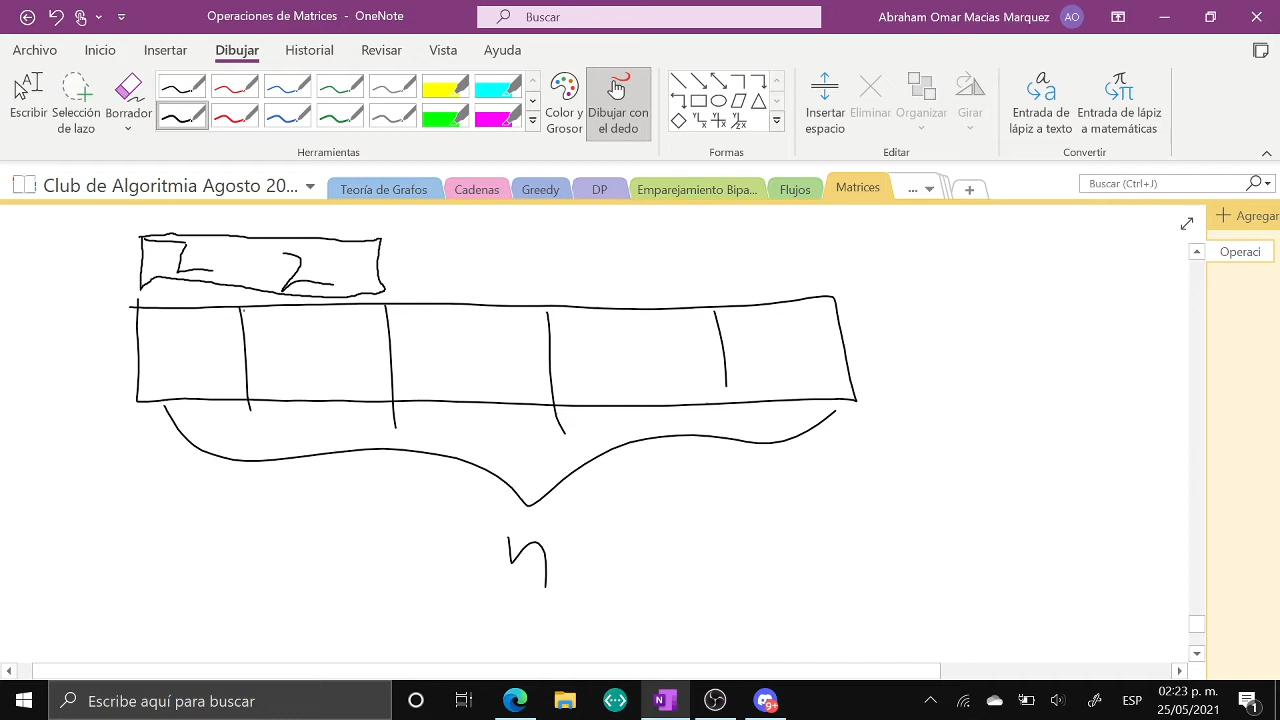 Operaciones de Matrices - OneNote
Buscar
Abraham Omar Macias Marquez AO
Archivo Inicio Insertar Dibujar Historial Revisar Vista Ayuda
Escribir
Selección de lazo
Borrador
Color y Grosor
Dibujar con el dedo
Insertar espacio
Eliminar
Organizar
Girar
Entrada de lápiz a texto
Entrada de lápiz a matemáticas
Herramientas Formas Editar Convertir
Club de Algoritmia Agosto 20... Teoría de Grafos Cadenas Greedy DP Emparejamiento Bipa... Flujos Matrices ... Buscar (Ctrl+J)
Agregar
Operaci
2 2
n
Escribe aquí para buscar
9+
ESP
02:23 p. m.
25/05/2021
1